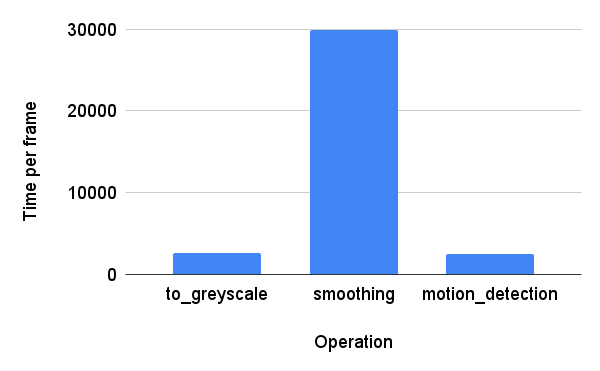 Time per frame
30000
20000
10000
0
to_greyscale smoothing motion_detection
Operation